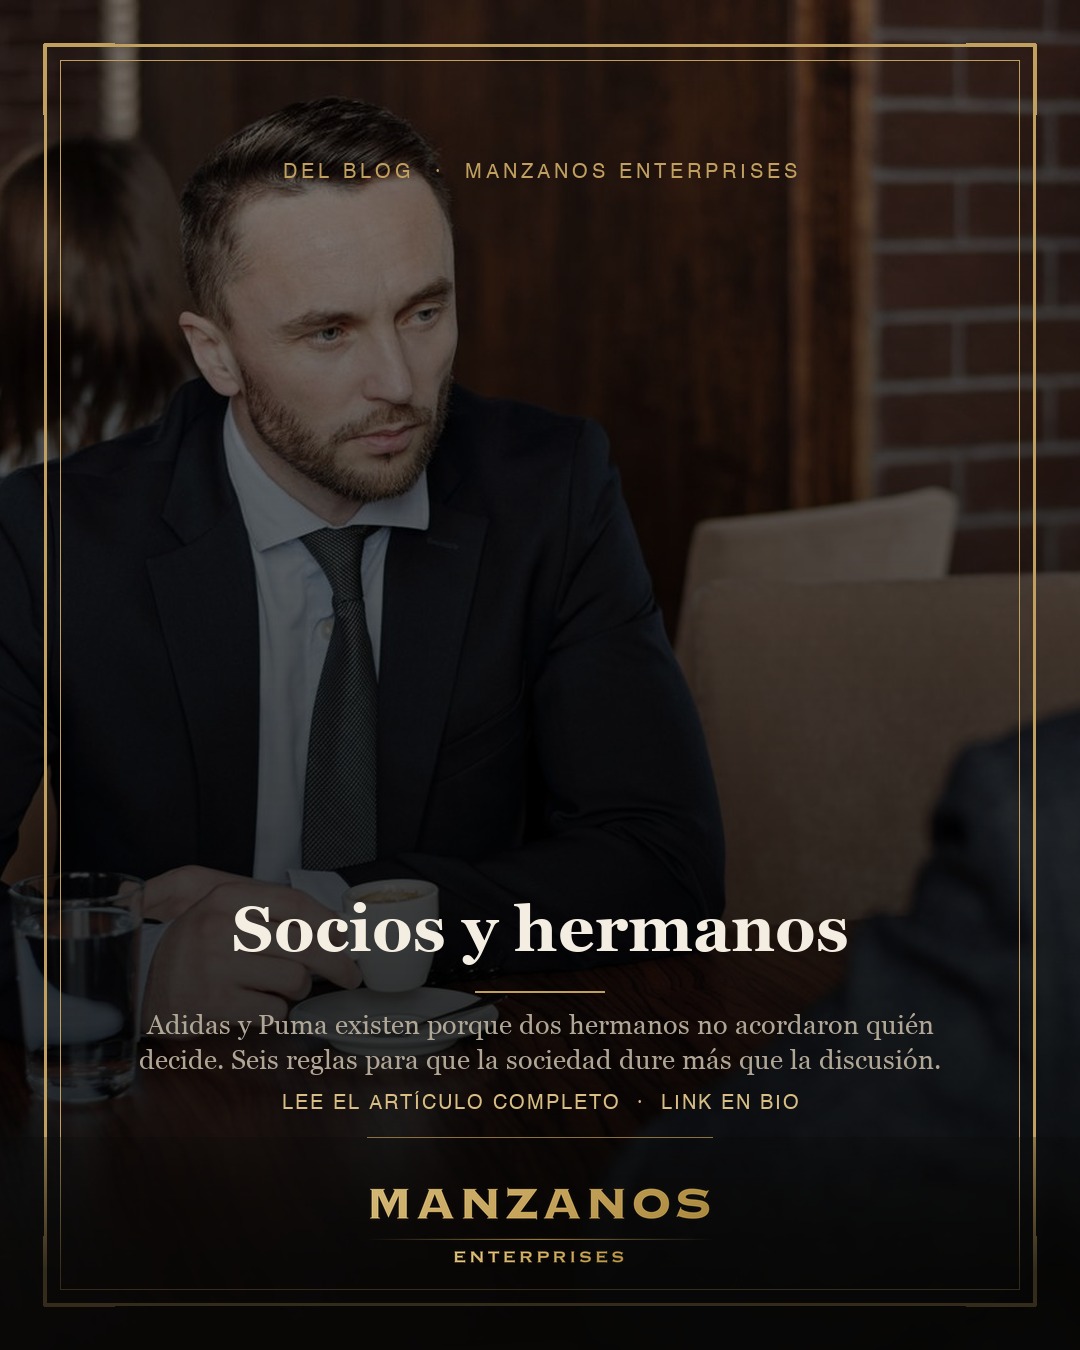 DEL BLOG · MANZANOS ENTERPRISES
Socios y hermanos
Adidas y Puma existen porque dos hermanos no acordaron quién
decide. Seis reglas para que la sociedad dure más que la discusión.
LEE EL ARTÍCULO COMPLETO · LINK EN BIO
MANZANOS
ENTERPRISES